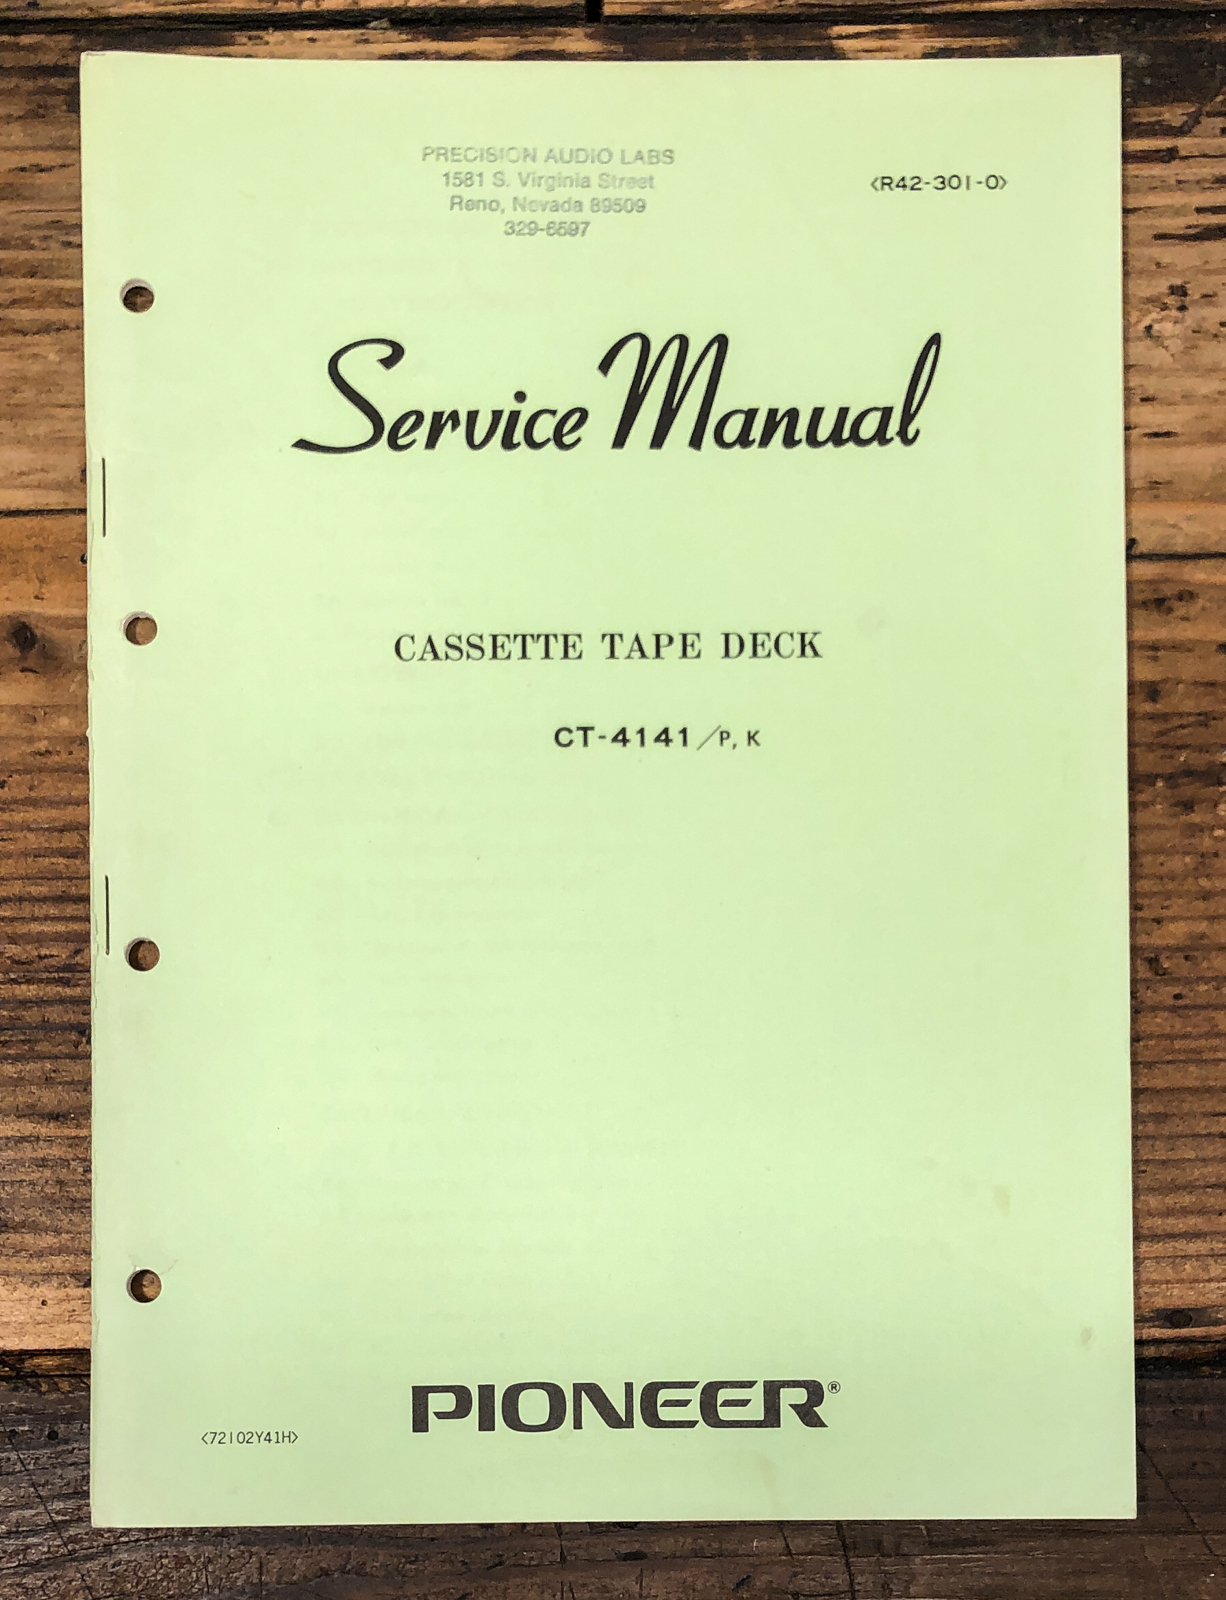 PRECISION AUDIO LABS
1581 S. Virginia Street
Reno, Nevada 89509
329-6597
<R42-301-0>
Service Manual
CASSETTE TAPE DECK
CT-4141/P, K
PIONEER®
<72102Y41H>